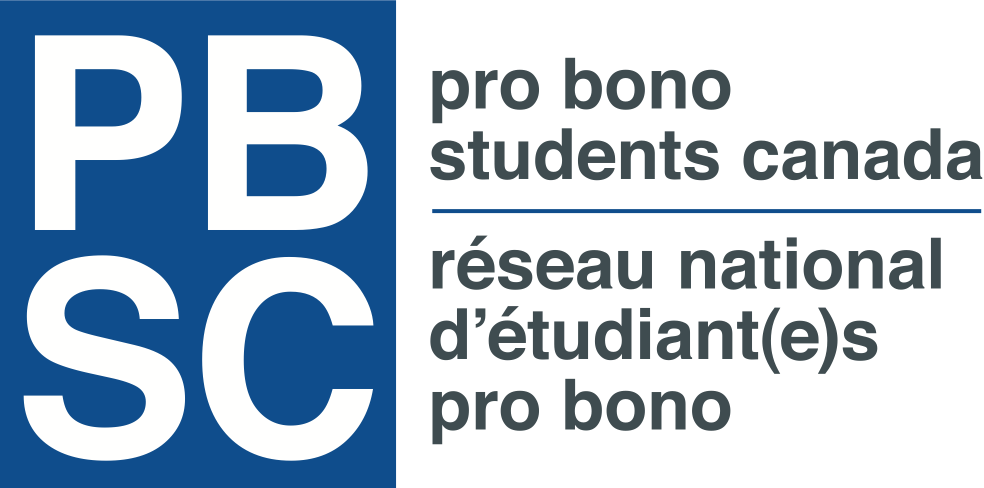 PB
SC
pro bono
students canada
réseau national
d’étudiant(e)s
pro bono